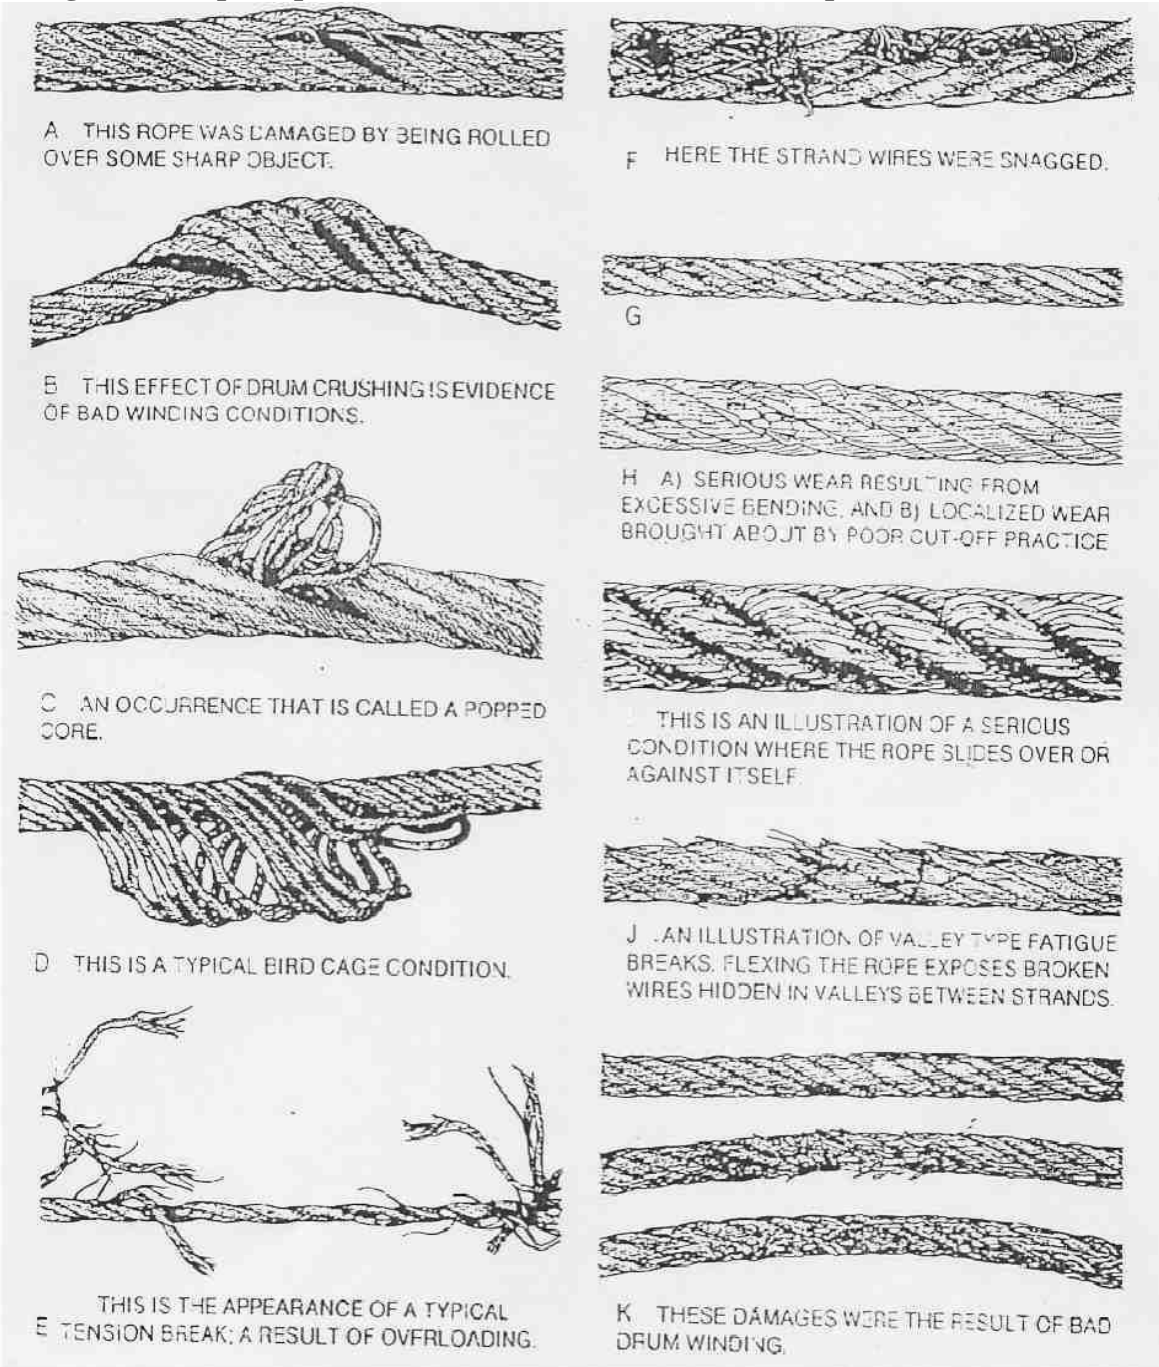 A THIS ROPE WAS DAMAGED BY BEING ROLLED
OVER SOME SHARP OBJECT.
B THIS EFFECT OF DRUM CRUSHING IS EVIDENCE
OF BAD WINDING CONDITIONS.
C AN OCCURRENCE THAT IS CALLED A POPPED
CORE.
D THIS IS A TYPICAL BIRD CAGE CONDITION.
THIS IS THE APPEARANCE OF A TYPICAL
E TENSION BREAK; A RESULT OF OVERLOADING.
F HERE THE STRAND WIRES WERE SNAGGED.
G
H A) SERIOUS WEAR RESULTING FROM
EXCESSIVE BENDING, AND B) LOCALIZED WEAR
BROUGHT ABOUT BY POOR CUT-OFF PRACTICE
THIS IS AN ILLUSTRATION OF A SERIOUS
CONDITION WHERE THE ROPE SLIDES OVER OR
AGAINST ITSELF.
J .AN ILLUSTRATION OF VALLEY TYPE FATIGUE
BREAKS. FLEXING THE ROPE EXPOSES BROKEN
WIRES HIDDEN IN VALLEYS BETWEEN STRANDS.
K THESE DAMAGES WERE THE RESULT OF BAD
DRUM WINDING.